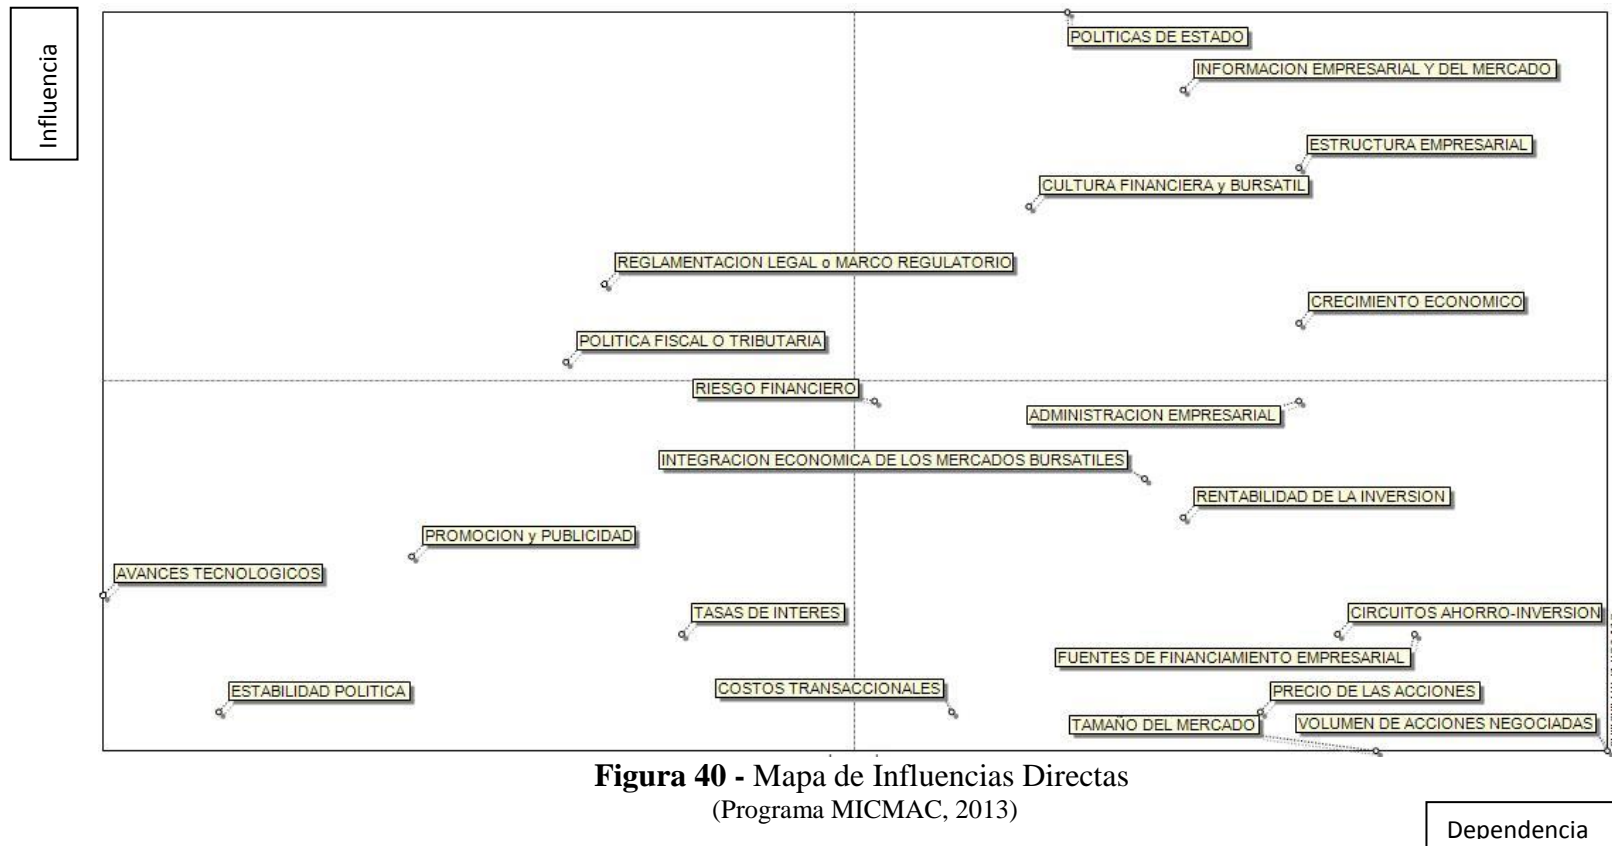 Influencia
POLITICAS DE ESTADO
INFORMACION EMPRESARIAL Y DEL MERCADO
ESTRUCTURA EMPRESARIAL
CULTURA FINANCIERA y BURSATIL
REGLAMENTACION LEGAL o MARCO REGULATORIO
CRECIMIENTO ECONOMICO
POLITICA FISCAL O TRIBUTARIA
RIESGO FINANCIERO
ADMINISTRACION EMPRESARIAL
INTEGRACION ECONOMICA DE LOS MERCADOS BURSATILES
RENTABILIDAD DE LA INVERSION
PROMOCION y PUBLICIDAD
AVANCES TECNOLOGICOS
TASAS DE INTERES
CIRCUITOS AHORRO-INVERSION
FUENTES DE FINANCIAMIENTO EMPRESARIAL
ESTABILIDAD POLITICA
COSTOS TRANSACCIONALES
PRECIO DE LAS ACCIONES
TAMAÑO DEL MERCADO
VOLUMEN DE ACCIONES NEGOCIADAS
Figura 40 - Mapa de Influencias Directas
(Programa MICMAC, 2013)
Dependencia